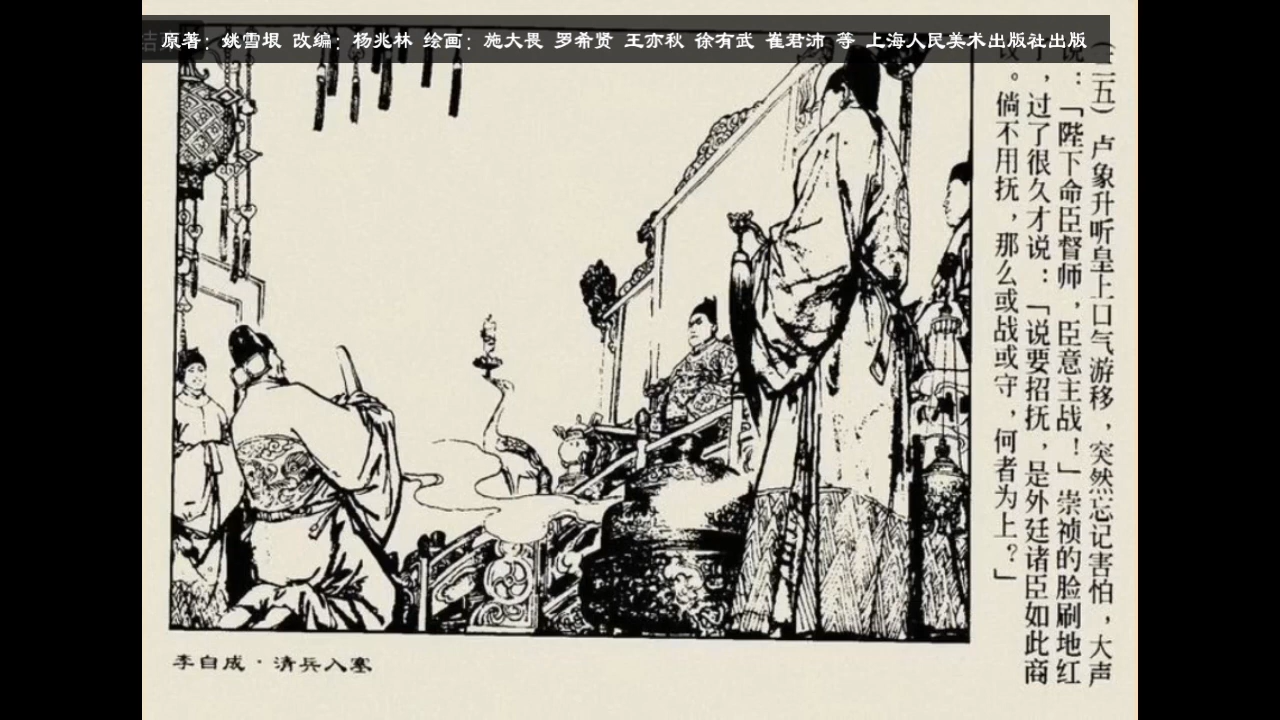 原著：姚雪垠 改编：杨兆林 绘画：施大畏 罗希贤 王亦秋 徐有武 崔君沛 等 上海人民美术出版社出版
（二五）卢象升听皇上口气游移，突然忘记害怕，大声
说：「陛下命臣督师，臣意主战！」崇祯的脸刷地红
了，过了很久才说：「说要招抚，是外廷诸臣如此商
议。倘不用抚，那么或战或守，何者为上？」
李自成·清兵入塞